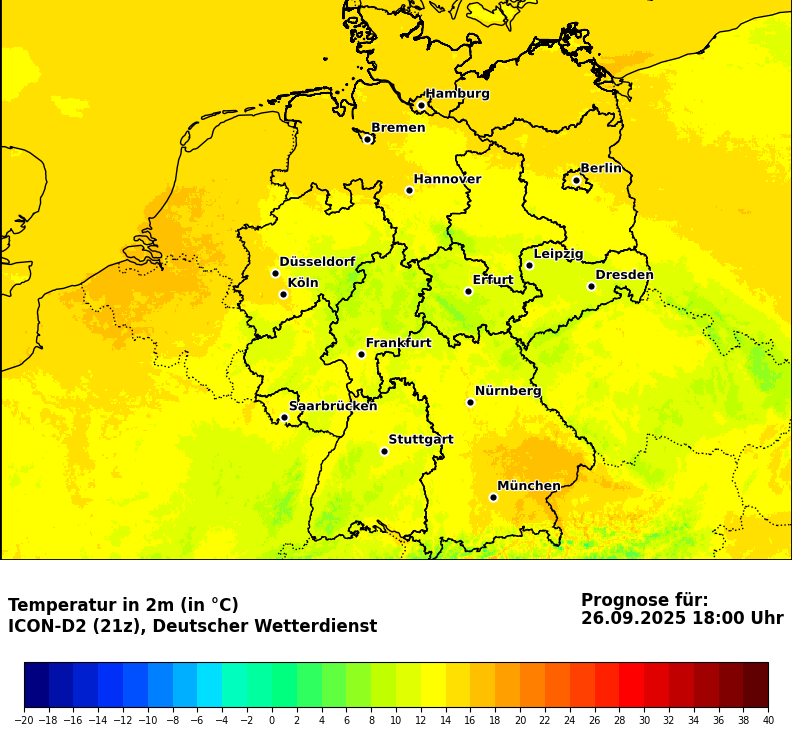 Hamburg
Bremen
Berlin
Hannover
Leipzig
Düsseldorf
Dresden
Köln
Erfurt
Frankfurt
Nürnberg
Saarbrücken
Stuttgart
München
Temperatur in 2m (in °C)
ICON-D2 (21z), Deutscher Wetterdienst
Prognose für:
26.09.2025 18:00 Uhr
−20 −18 −16 −14 −12 −10 −8 −6 −4 −2 0 2 4 6 8 10 12 14 16 18 20 22 24 26 28 30 32 34 36 38 40